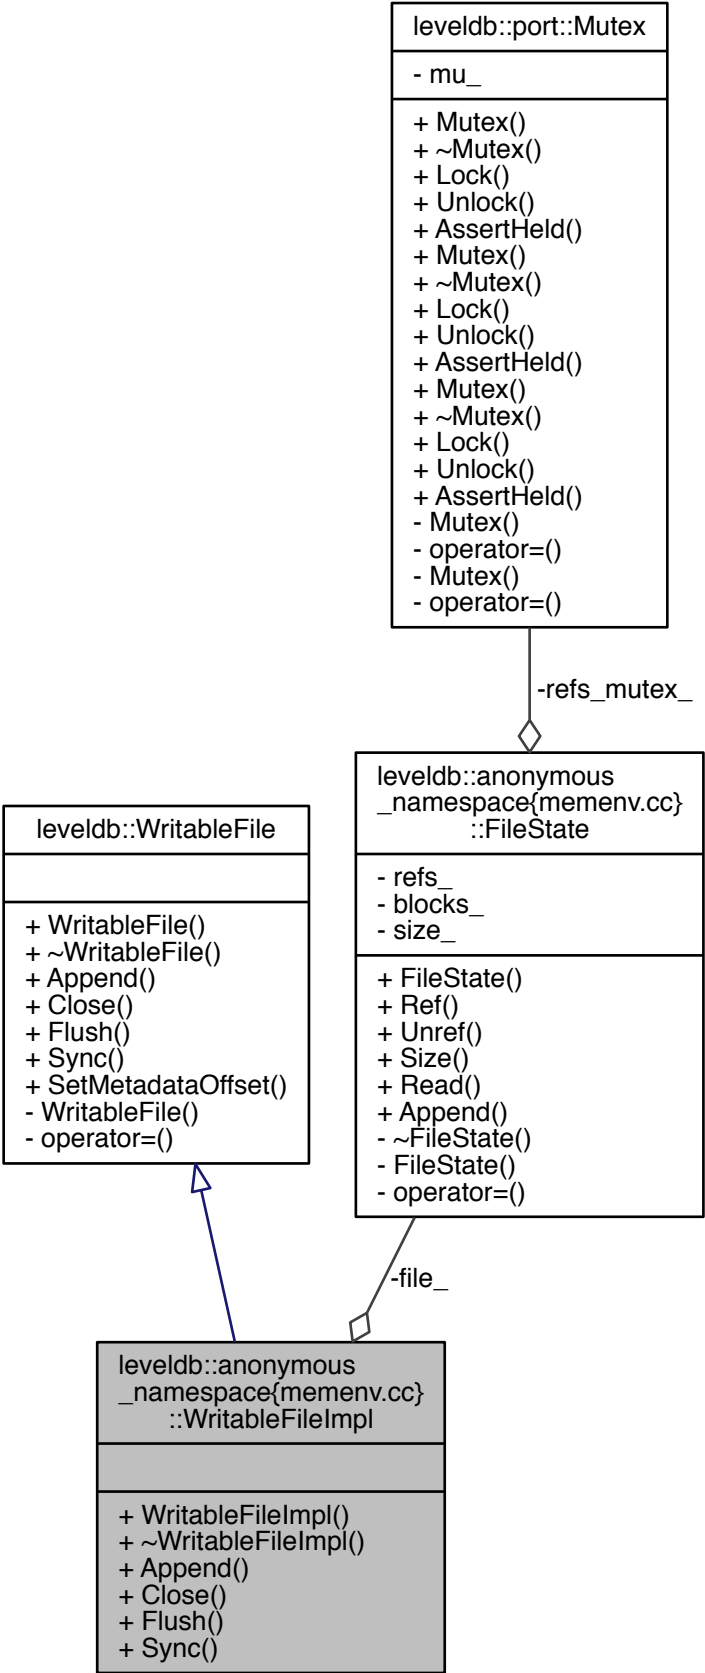 leveldb::port::Mutex
- mu_
+ Mutex()
+ ~Mutex()
+ Lock()
+ Unlock()
+ AssertHeld()
+ Mutex()
+ ~Mutex()
+ Lock()
+ Unlock()
+ AssertHeld()
+ Mutex()
+ ~Mutex()
+ Lock()
+ Unlock()
+ AssertHeld()
- Mutex()
- operator=()
- Mutex()
- operator=()
-refs_mutex_
leveldb::anonymous
_namespace{memenv.cc}
::FileState
- refs_
- blocks_
- size_
+ FileState()
+ Ref()
+ Unref()
+ Size()
+ Read()
+ Append()
- ~FileState()
- FileState()
- operator=()
leveldb::WritableFile
+ WritableFile()
+ ~WritableFile()
+ Append()
+ Close()
+ Flush()
+ Sync()
+ SetMetadataOffset()
- WritableFile()
- operator=()
-file_
leveldb::anonymous
_namespace{memenv.cc}
::WritableFileImpl
+ WritableFileImpl()
+ ~WritableFileImpl()
+ Append()
+ Close()
+ Flush()
+ Sync()